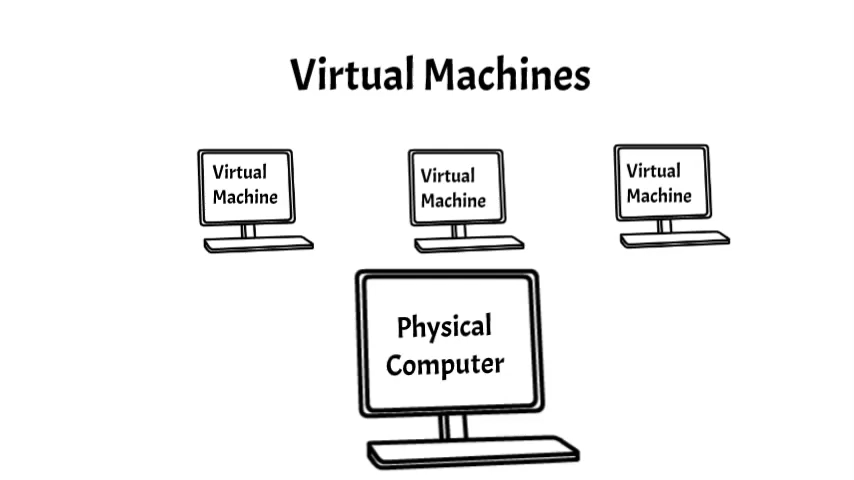 Virtual Machines
Virtual
Machine
Virtual
Machine
Virtual
Machine
Physical
Computer